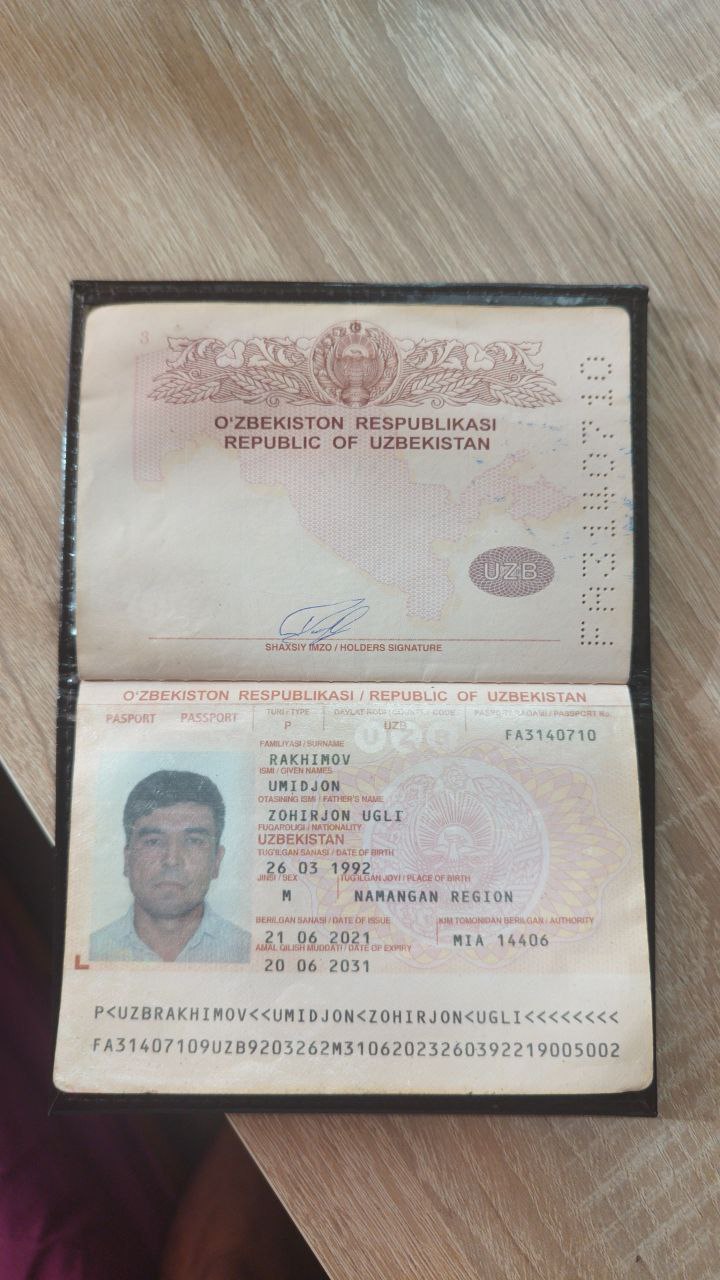 3
O'ZBEKISTON RESPUBLIKASI
REPUBLIC OF UZBEKISTAN
FA3140710
UZB
SHAXSIY IMZO / HOLDERS SIGNATURE
O'ZBEKISTON RESPUBLIKASI / REPUBLIC OF UZBEKISTAN
PASPORT PASSPORT
TURI / TYPE
P
DAVLAT KODI / COUNTRY CODE
UZB
PASPORT RAQAMI / PASSPORT No.
FA3140710
UZB
FAMILIYASI / SURNAME
RAKHIMOV
ISMI / GIVEN NAMES
UMIDJON
OTASINING ISMI / FATHER'S NAME
ZOHIRJON UGLI
FUQAROLIGI / NATIONALITY
UZBEKISTAN
TUG'ILGAN SANASI / DATE OF BIRTH
26 03 1992
JINSI / SEX
M
TUG'ILGAN JOYI / PLACE OF BIRTH
NAMANGAN REGION
BERILGAN SANASI / DATE OF ISSUE
21 06 2021
KIM TOMONIDAN BERILGAN / AUTHORITY
MIA 14406
AMAL QILISH MUDDATI / DATE OF EXPIRY
20 06 2031
P<UZBRAKHIMOV<<UMIDJON<ZOHIRJON<UGLI<<<<<<<<
FA31407109UZB9203262M31062023260392219005002